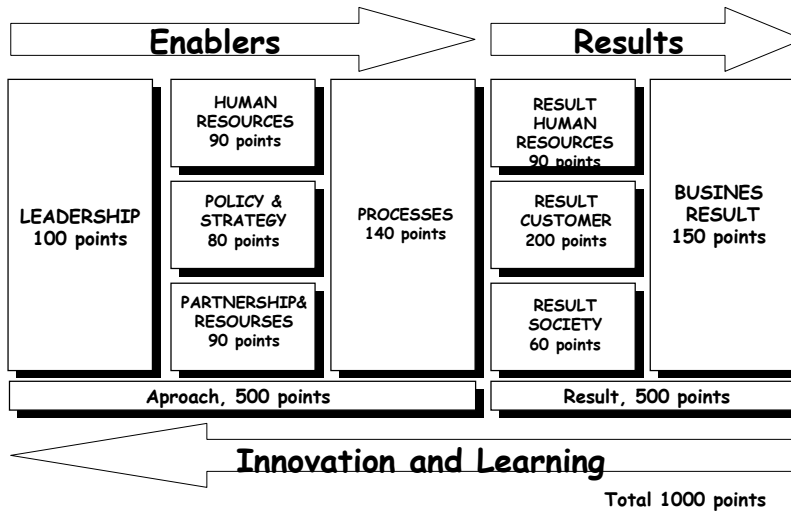 Enablers
Results
LEADERSHIP
100 points
HUMAN
RESOURCES
90 points
POLICY &
STRATEGY
80 points
PARTNERSHIP&
RESOURSES
90 points
PROCESSES
140 points
RESULT
HUMAN
RESOURCES
90 points
RESULT
CUSTOMER
200 points
RESULT
SOCIETY
60 points
BUSINES
RESULT
150 points
Aproach, 500 points
Result, 500 points
Innovation and Learning
Total 1000 points